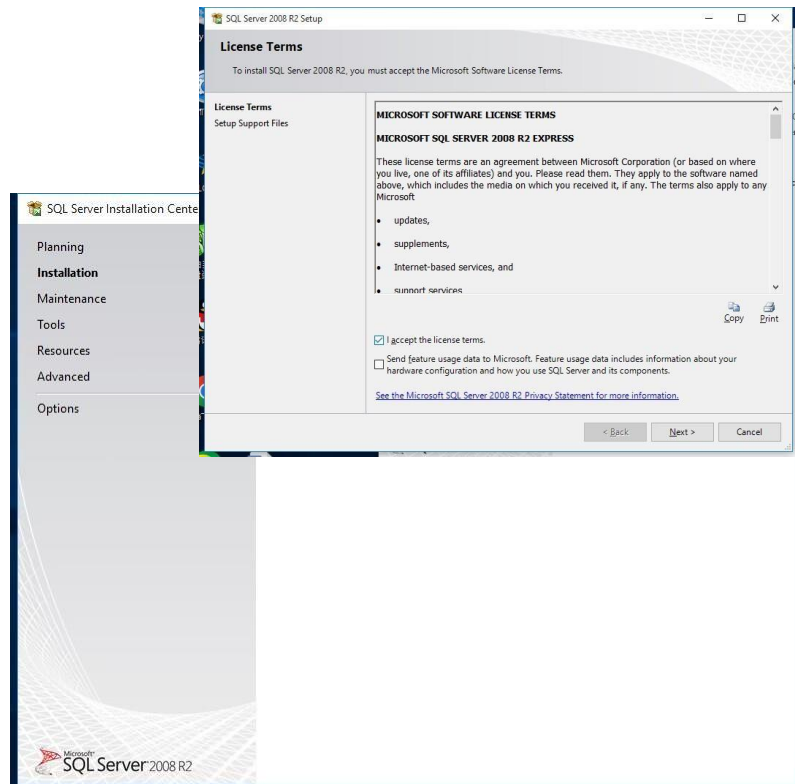 SQL Server 2008 R2 Setup
License Terms
To install SQL Server 2008 R2, you must accept the Microsoft Software License Terms.
License Terms
Setup Support Files
MICROSOFT SOFTWARE LICENSE TERMS
MICROSOFT SQL SERVER 2008 R2 EXPRESS
These license terms are an agreement between Microsoft Corporation (or based on where
you live, one of its affiliates) and you. Please read them. They apply to the software named
above, which includes the media on which you received it, if any. The terms also apply to any
Microsoft
• updates,
• supplements,
• Internet-based services, and
• support services
Copy Print
I accept the license terms.
Send feature usage data to Microsoft. Feature usage data includes information about your
hardware configuration and how you use SQL Server and its components.
See the Microsoft SQL Server 2008 R2 Privacy Statement for more information.
< Back Next > Cancel
SQL Server Installation Cente
Planning
Installation
Maintenance
Tools
Resources
Advanced
Options
Microsoft
SQL Server 2008 R2